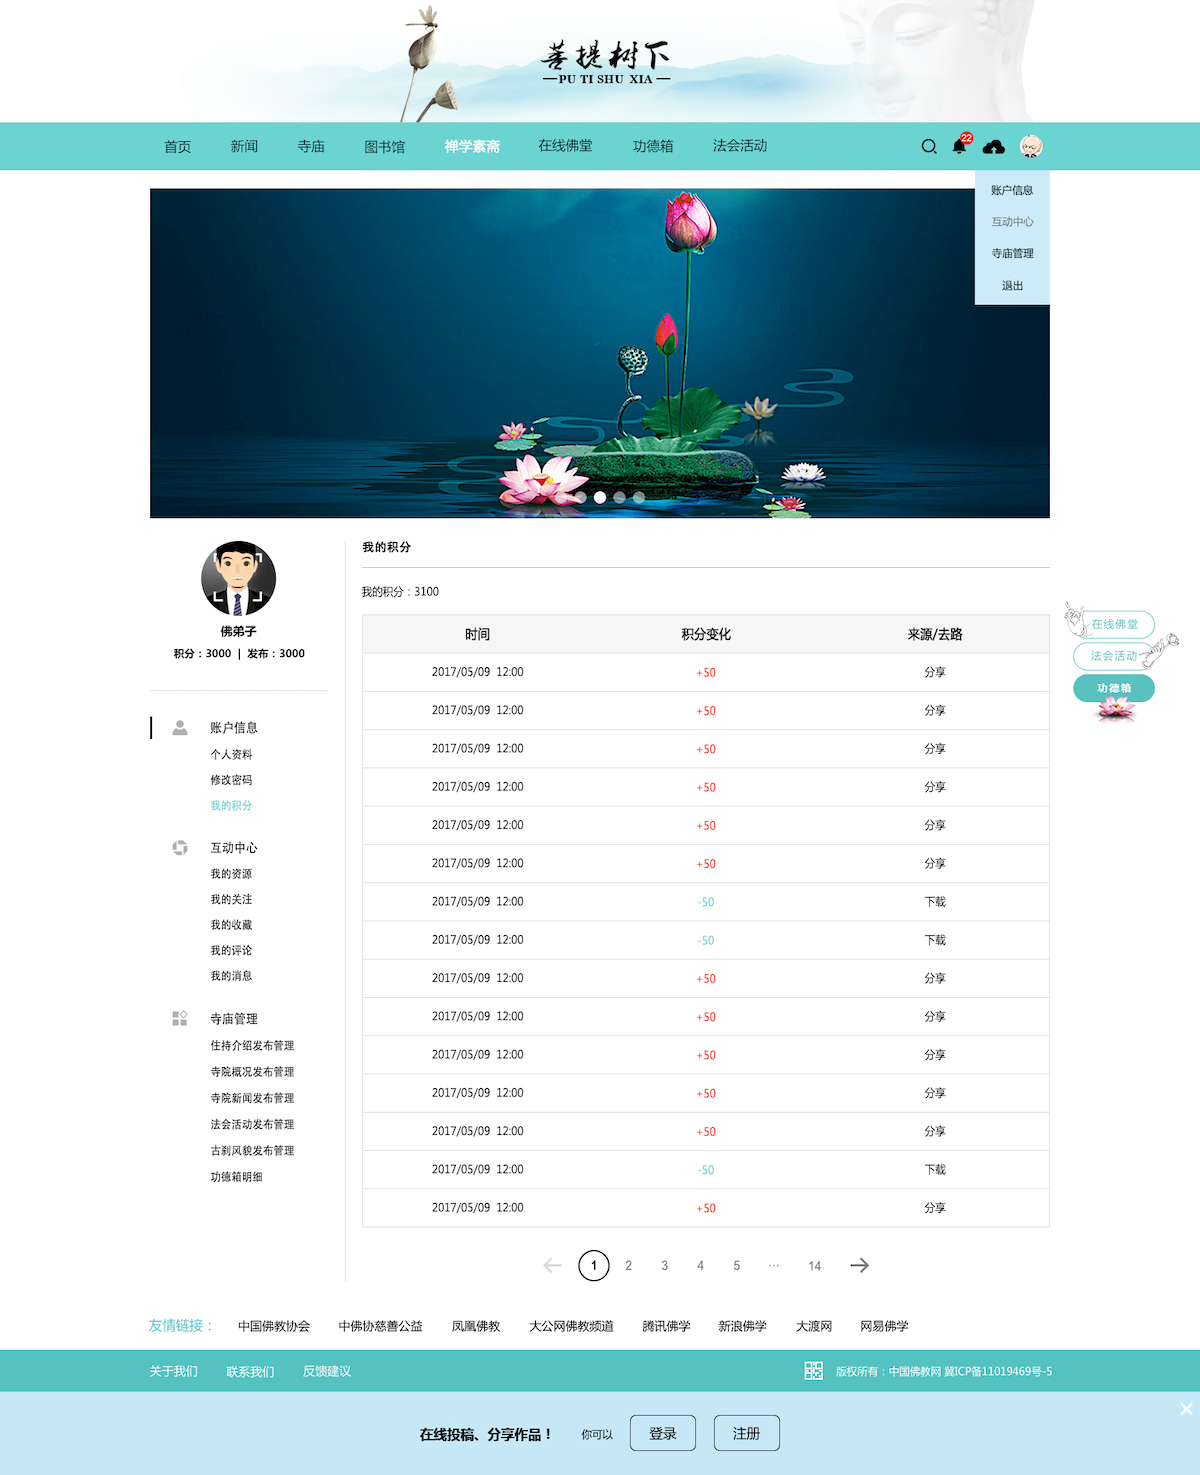 菩提树下
PU TI SHU XIA
首页 新闻 寺庙 图书馆 禅学素斋 在线佛堂 功德箱 法会活动 22
账户信息
互动中心
寺庙管理
退出
佛弟子
积分：3000 | 发布：3000
账户信息
个人资料
修改密码
我的积分
互动中心
我的资源
我的关注
我的收藏
我的评论
我的消息
寺庙管理
住持介绍发布管理
寺院概况发布管理
寺院新闻发布管理
法会活动发布管理
古刹风貌发布管理
功德箱明细
我的积分
我的积分：3100
时间 积分变化 来源/去路
2017/05/09 12:00 +50 分享
2017/05/09 12:00 +50 分享
2017/05/09 12:00 +50 分享
2017/05/09 12:00 +50 分享
2017/05/09 12:00 +50 分享
2017/05/09 12:00 +50 分享
2017/05/09 12:00 -50 下载
2017/05/09 12:00 -50 下载
2017/05/09 12:00 +50 分享
2017/05/09 12:00 +50 分享
2017/05/09 12:00 +50 分享
2017/05/09 12:00 +50 分享
2017/05/09 12:00 +50 分享
2017/05/09 12:00 -50 下载
2017/05/09 12:00 +50 分享
1 2 3 4 5 ··· 14
在线佛堂
法会活动
功德箱
友情链接： 中国佛教协会 中佛协慈善公益 凤凰佛教 大公网佛教频道 腾讯佛学 新浪佛学 大渡网 网易佛学
关于我们 联系我们 反馈建议 版权所有：中国佛教网 冀ICP备11019469号-5
在线投稿、分享作品！ 你可以 登录 注册